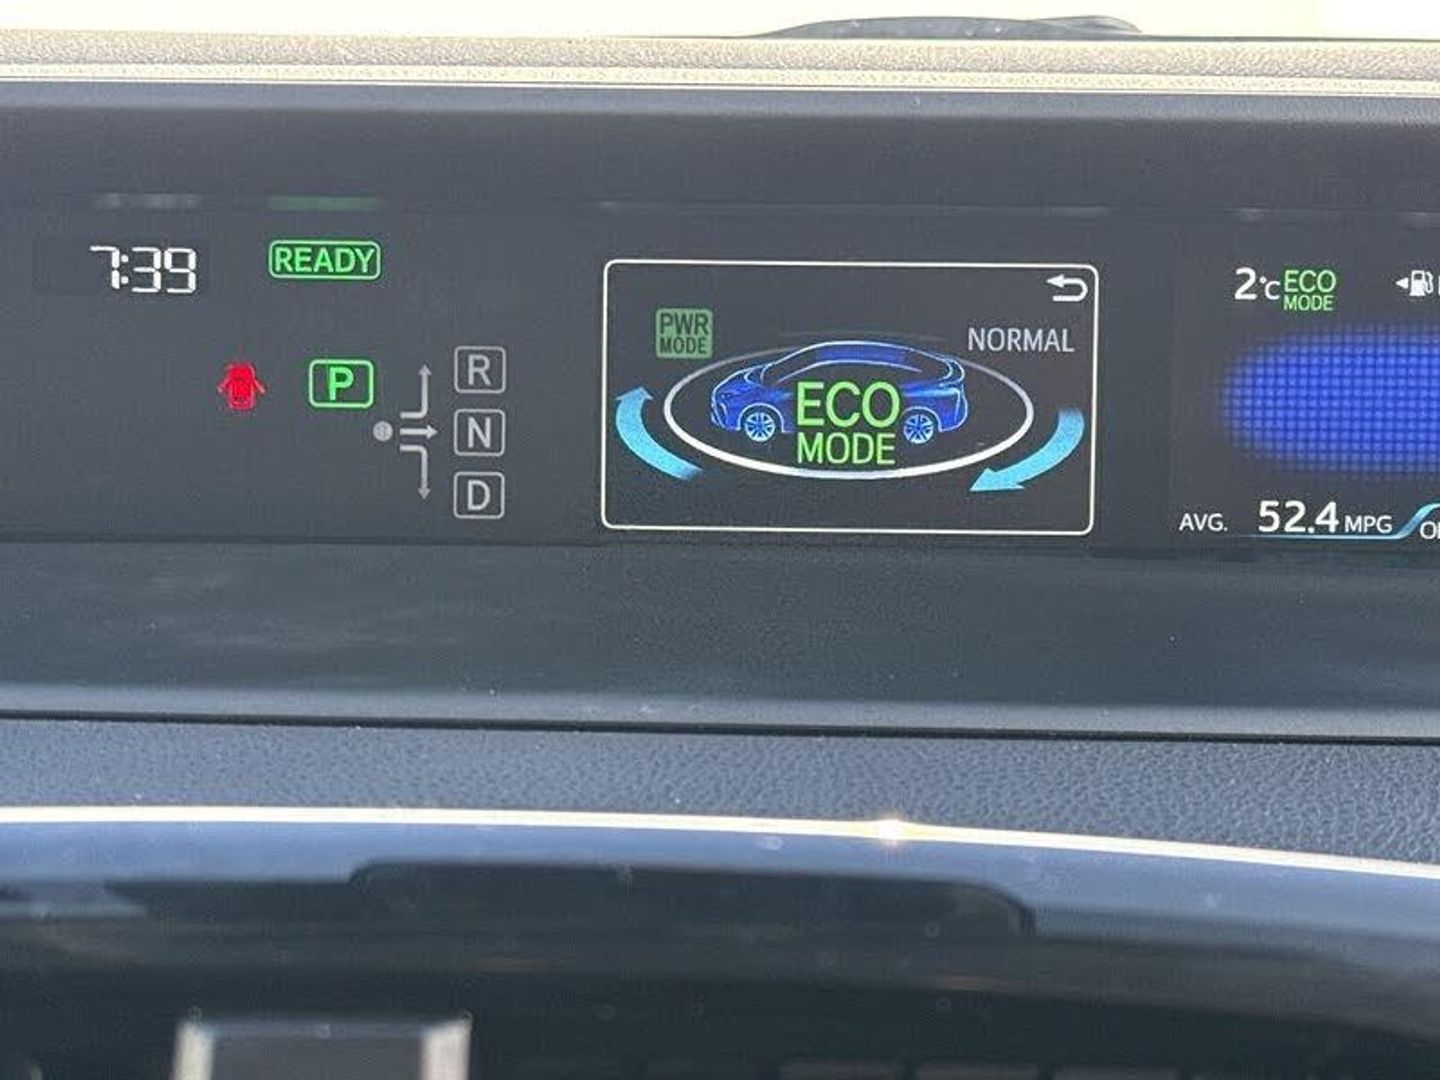 7:39
READY
P
R
N
D
PWR
MODE
NORMAL
ECO
MODE
2°C
ECO
MODE
AVG. 52.4 MPG